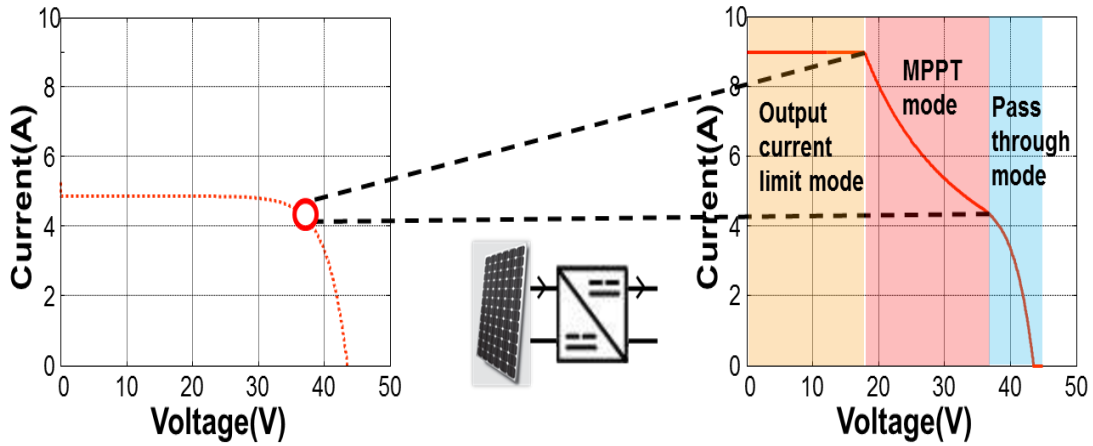 10
8
6
4
2
0
Current(A)
0 10 20 30 40 50
Voltage(V)
10
8
6
4
2
0
Current(A)
Output
current
limit mode
MPPT
mode
Pass
through
mode
0 10 20 30 40 50
Voltage(V)